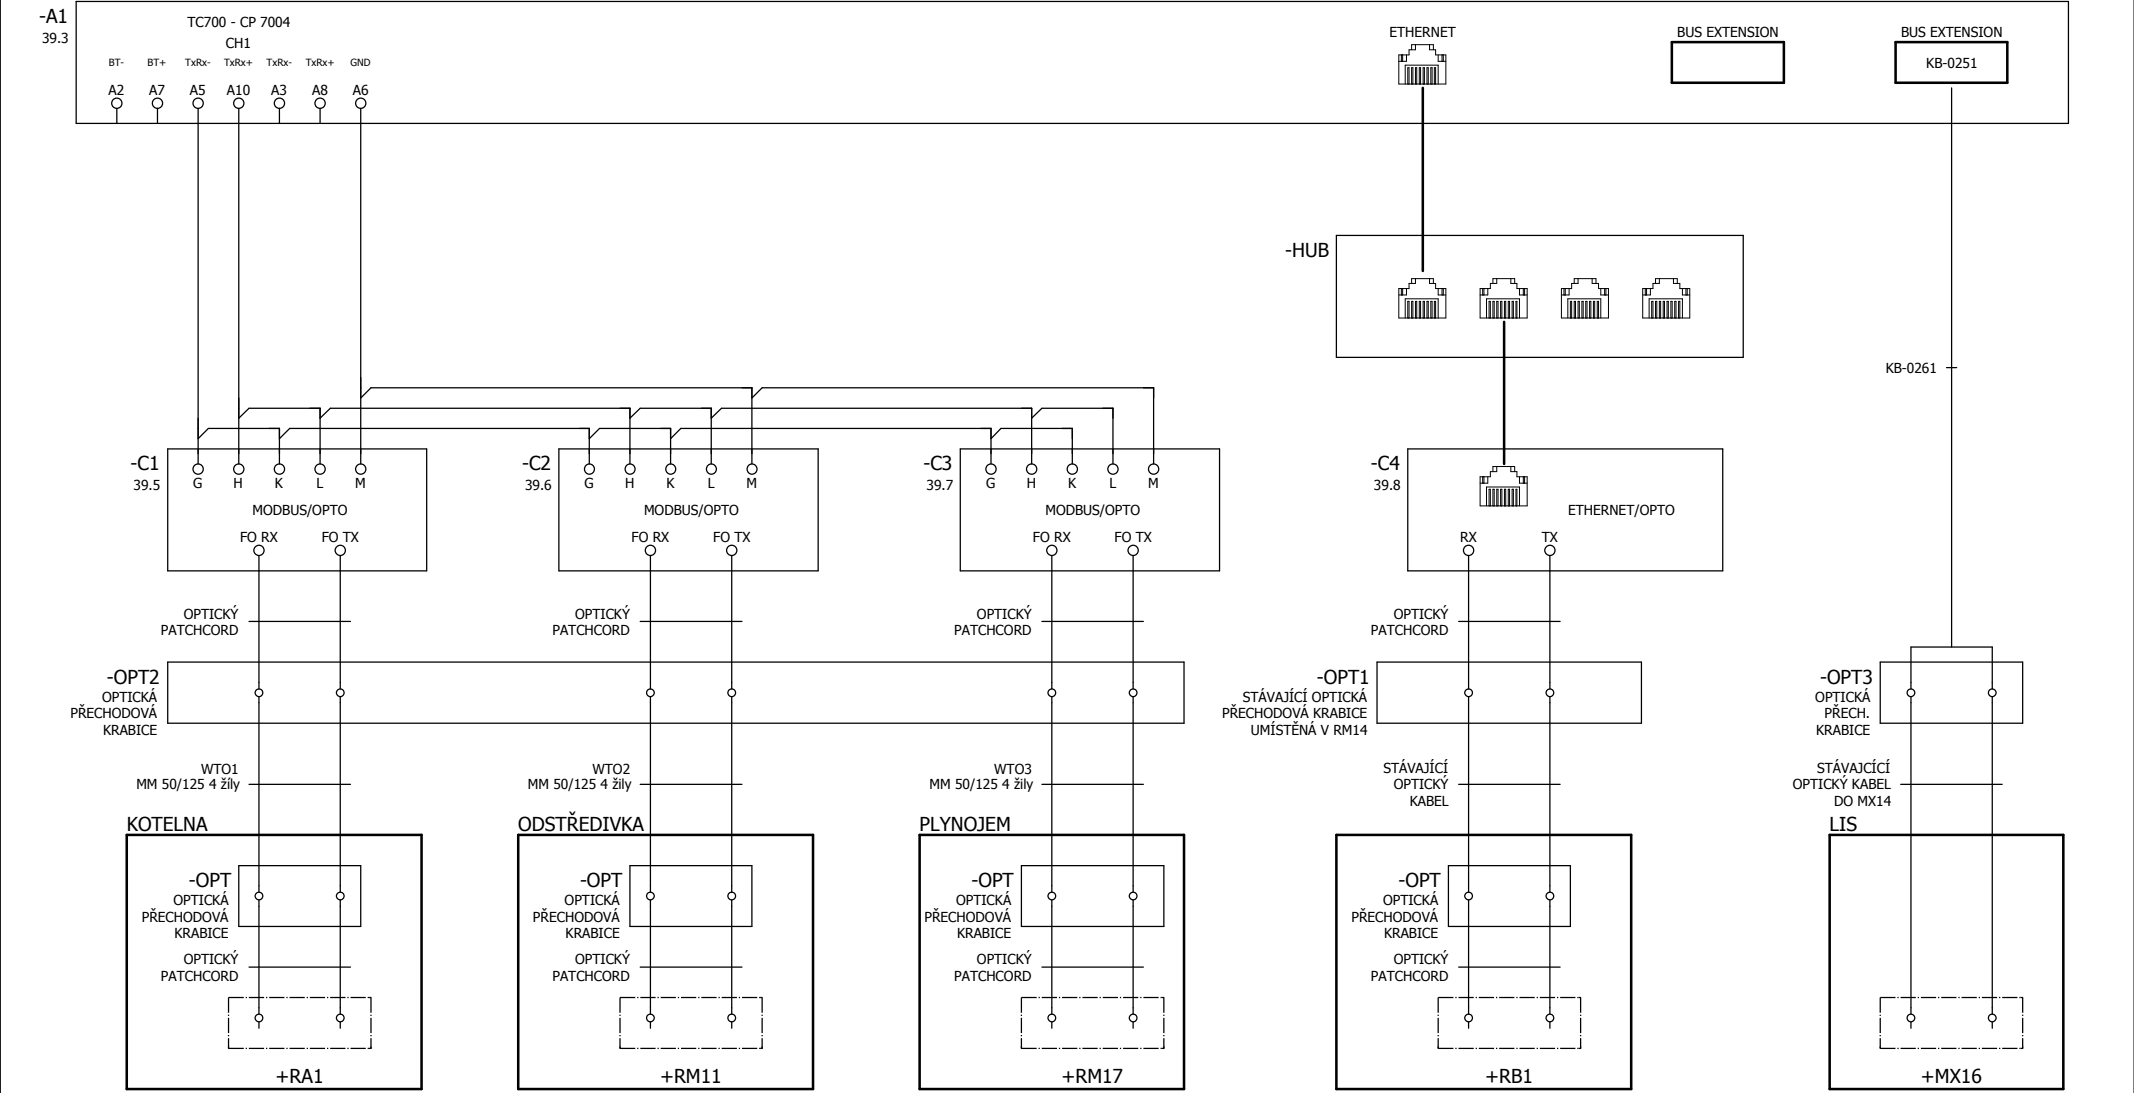 -A1
39.3
TC700 - CP 7004
CH1
BT- BT+ TxRx- TxRx+ TxRx- TxRx+ GND
A2 A7 A5 A10 A3 A8 A6
ETHERNET
BUS EXTENSION
BUS EXTENSION
KB-0251
-HUB
KB-0261
-C1
39.5
G H K L M
MODBUS/OPTO
FO RX FO TX
-C2
39.6
G H K L M
MODBUS/OPTO
FO RX FO TX
-C3
39.7
G H K L M
MODBUS/OPTO
FO RX FO TX
-C4
39.8
ETHERNET/OPTO
RX TX
OPTICKÝ
PATCHCORD
OPTICKÝ
PATCHCORD
OPTICKÝ
PATCHCORD
OPTICKÝ
PATCHCORD
-OPT2
OPTICKÁ
PŘECHODOVÁ
KRABICE
-OPT1
STÁVAJÍCÍ OPTICKÁ
PŘECHODOVÁ KRABICE
UMÍSTĚNÁ V RM14
-OPT3
OPTICKÁ
PŘECH.
KRABICE
WTO1
MM 50/125 4 žíly
WTO2
MM 50/125 4 žily
WTO3
MM 50/125 4 žily
STÁVAJÍCÍ
OPTICKÝ
KABEL
STÁVAJCÍCÍ
OPTICKÝ KABEL
DO MX14
KOTELNA
-OPT
OPTICKÁ
PŘECHODOVÁ
KRABICE
OPTICKÝ
PATCHCORD
+RA1
ODSTŘEDIVKA
-OPT
OPTICKÁ
PŘECHODOVÁ
KRABICE
OPTICKÝ
PATCHCORD
+RM11
PLYNOJEM
-OPT
OPTICKÁ
PŘECHODOVÁ
KRABICE
OPTICKÝ
PATCHCORD
+RM17
-OPT
OPTICKÁ
PŘECHODOVÁ
KRABICE
OPTICKÝ
PATCHCORD
+RB1
LIS
+MX16